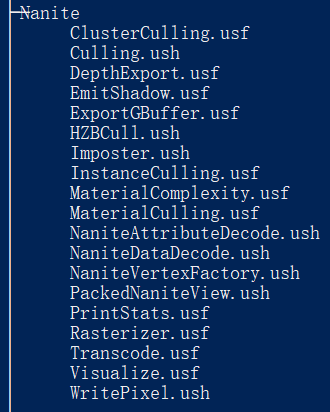 Nanite
ClusterCulling.usf
Culling.ush
DepthExport.usf
EmitShadow.usf
ExportGBuffer.usf
HZBCull.ush
Imposter.ush
InstanceCulling.usf
MaterialComplexity.usf
MaterialCulling.usf
NaniteAttributeDecode.ush
NaniteDataDecode.ush
NaniteVertexFactory.ush
PackedNaniteView.ush
PrintStats.usf
Rasterizer.usf
Transcode.usf
Visualize.usf
WritePixel.ush